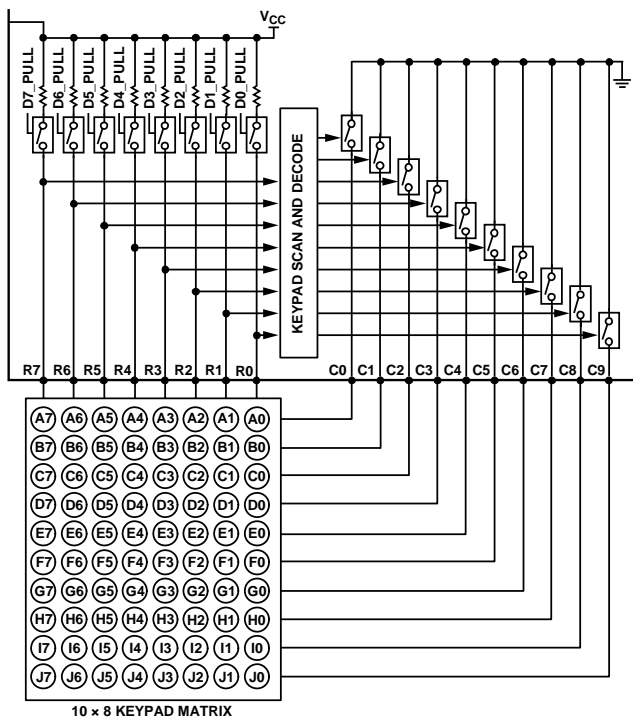 VCC
D7_PULL
D6_PULL
D5_PULL
D4_PULL
D3_PULL
D2_PULL
D1_PULL
D0_PULL
KEYPAD SCAN AND DECODE
R7 R6 R5 R4 R3 R2 R1 R0 C0 C1 C2 C3 C4 C5 C6 C7 C8 C9
A7 A6 A5 A4 A3 A2 A1 A0
B7 B6 B5 B4 B3 B2 B1 B0
C7 C6 C5 C4 C3 C2 C1 C0
D7 D6 D5 D4 D3 D2 D1 D0
E7 E6 E5 E4 E3 E2 E1 E0
F7 F6 F5 F4 F3 F2 F1 F0
G7 G6 G5 G4 G3 G2 G1 G0
H7 H6 H5 H4 H3 H2 H1 H0
I7 I6 I5 I4 I3 I2 I1 I0
J7 J6 J5 J4 J3 J2 J1 J0
10 × 8 KEYPAD MATRIX